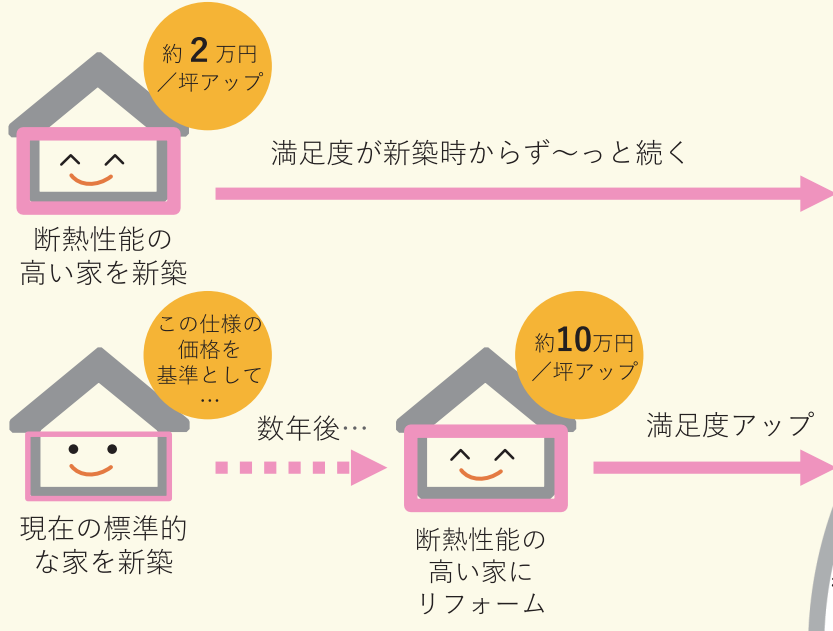 約 2 万円
／坪アップ
満足度が新築時からず〜っと続く
断熱性能の
高い家を新築
この仕様の
価格を
基準として
…
数年後…
約10万円
／坪アップ
満足度アップ
現在の標準的
な家を新築
断熱性能の
高い家に
リフォーム